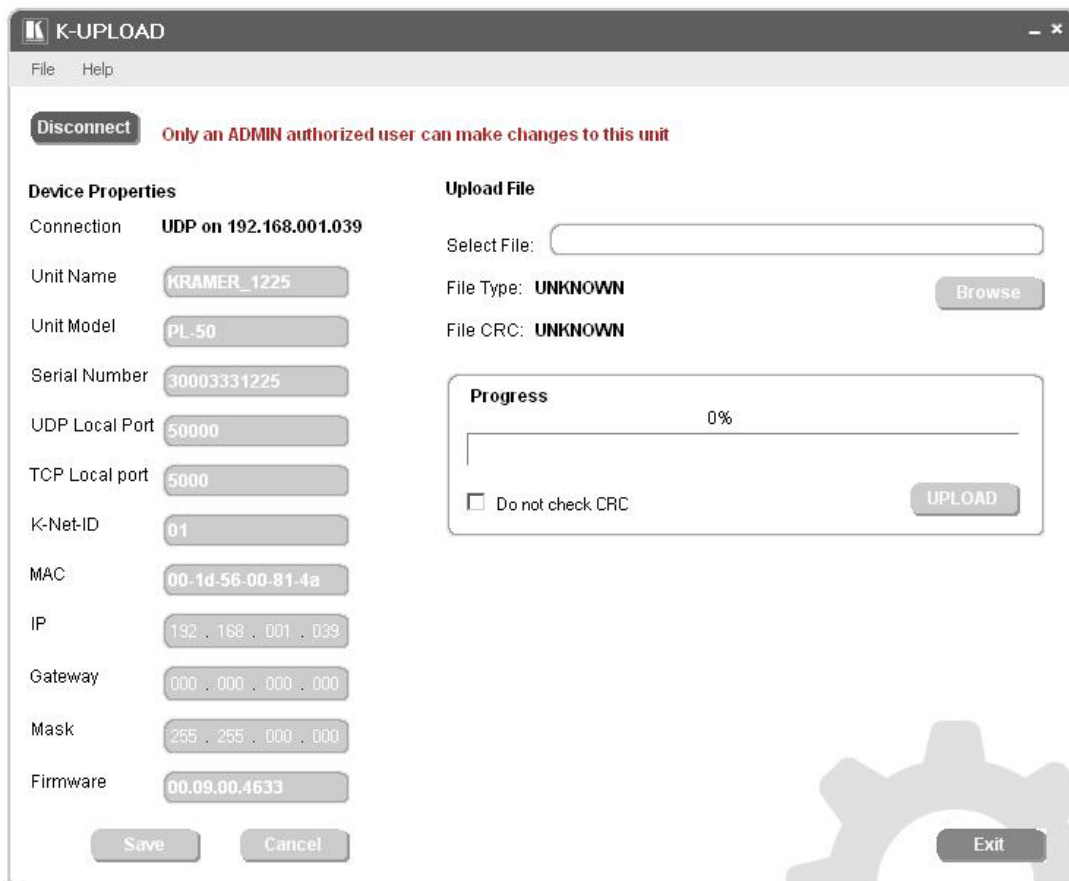 K-UPLOAD
File Help
Disconnect Only an ADMIN authorized user can make changes to this unit
Device Properties
Connection UDP on 192.168.001.039
Unit Name KRAMER_1225
Unit Model PL-50
Serial Number 30003331225
UDP Local Port 50000
TCP Local port 5000
K-Net-ID 01
MAC 00-1d-56-00-81-4a
IP 192 . 168 . 001 . 039
Gateway 000 . 000 . 000 . 000
Mask 255 . 255 . 000 . 000
Firmware 00.09.00.4633
Save Cancel
Upload File
Select File:
File Type: UNKNOWN
Browse
File CRC: UNKNOWN
Progress
0%
Do not check CRC
UPLOAD
Exit